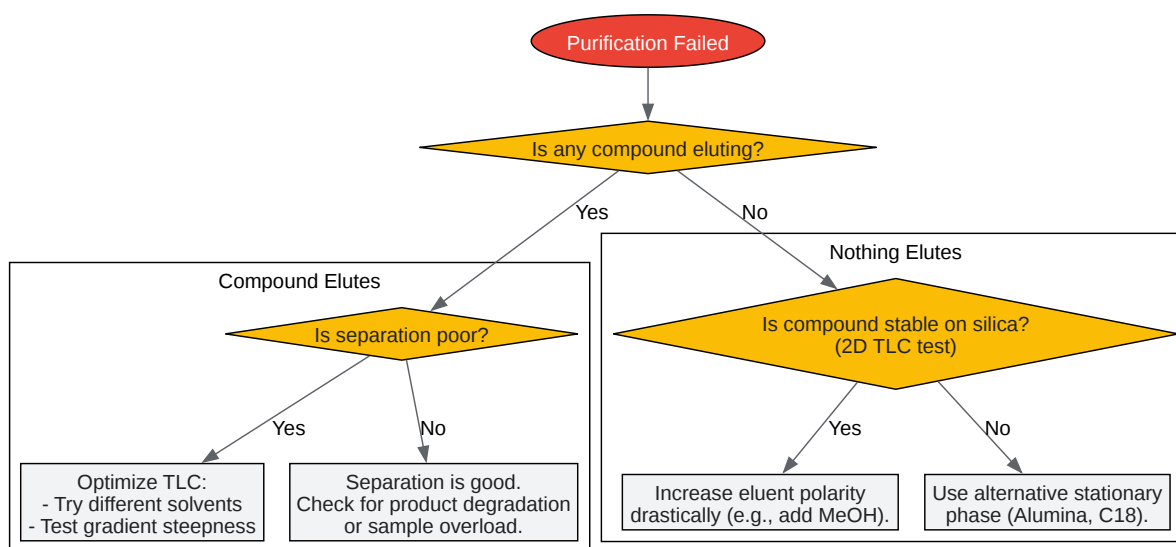 Purification Failed
Is any compound eluting?
Yes
No
Nothing Elutes
Compound Elutes
Is separation poor?
Is compound stable on silica?
(2D TLC test)
Yes
No
Yes
No
Optimize TLC:
- Try different solvents
- Test gradient steepness
Separation is good.
Check for product degradation
or sample overload.
Increase eluent polarity
drastically (e.g., add MeOH).
Use alternative stationary
phase (Alumina, C18).